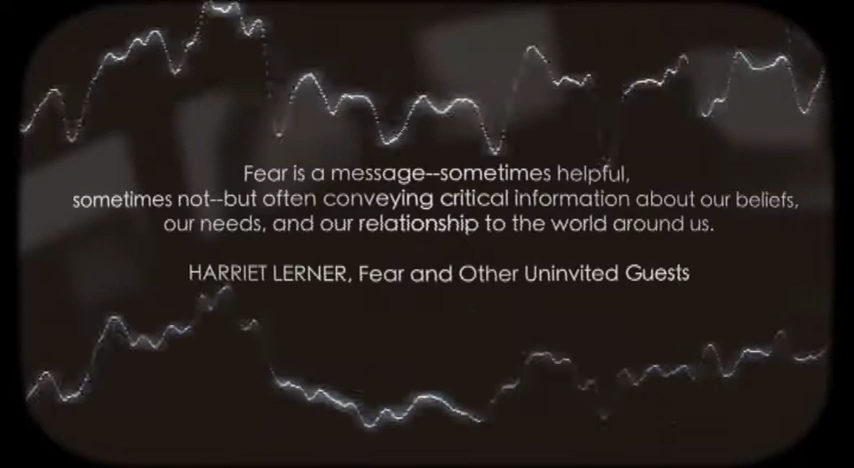 Fear is a message--sometimes helpful,
sometimes not--but often conveying critical information about our beliefs,
our needs, and our relationship to the world around us.
HARRIET LERNER, Fear and Other Uninvited Guests